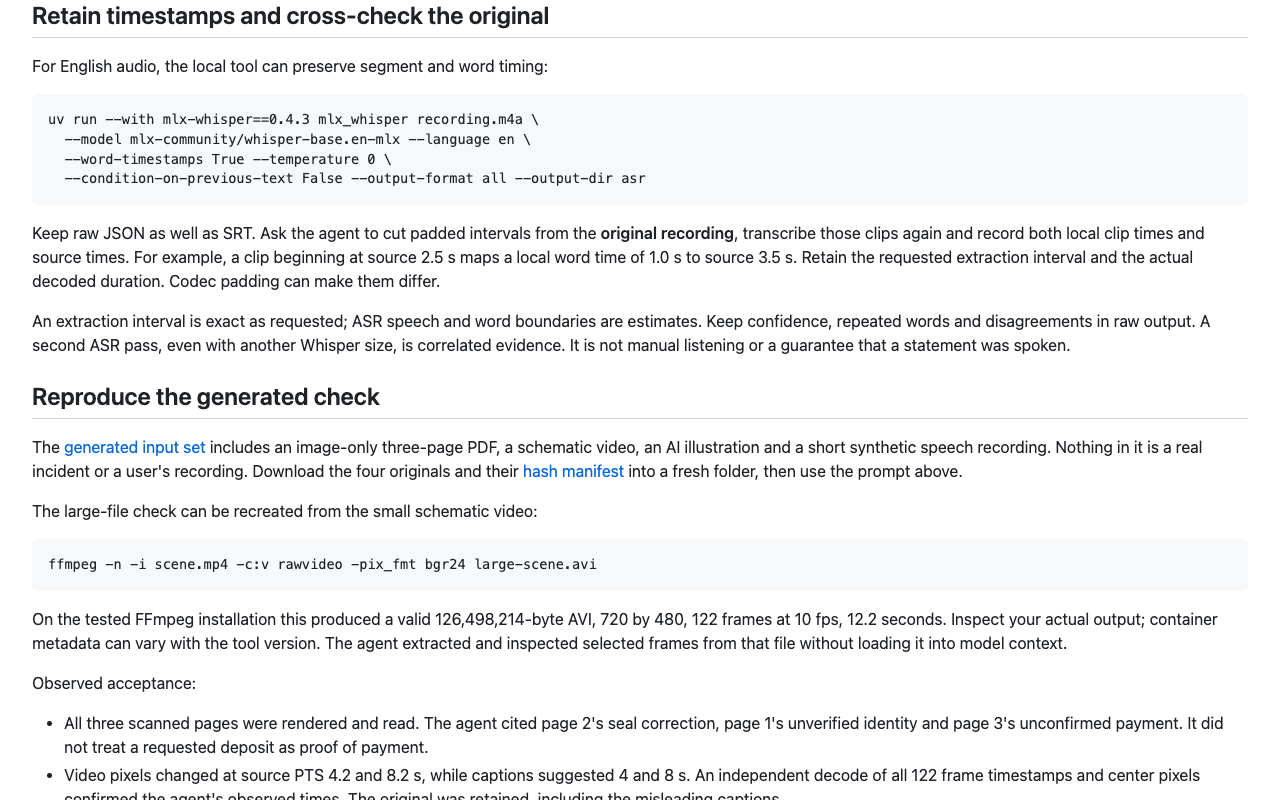 Retain timestamps and cross-check the original
For English audio, the local tool can preserve segment and word timing:
uv run --with mlx-whisper==0.4.3 mlx_whisper recording.m4a \
  --model mlx-community/whisper-base.en-mlx --language en \
  --word-timestamps True --temperature 0 \
  --condition-on-previous-text False --output-format all --output-dir asr
Keep raw JSON as well as SRT. Ask the agent to cut padded intervals from the original recording, transcribe those clips again and record both local clip times and
source times. For example, a clip beginning at source 2.5 s maps a local word time of 1.0 s to source 3.5 s. Retain the requested extraction interval and the actual
decoded duration. Codec padding can make them differ.
An extraction interval is exact as requested; ASR speech and word boundaries are estimates. Keep confidence, repeated words and disagreements in raw output. A
second ASR pass, even with another Whisper size, is correlated evidence. It is not manual listening or a guarantee that a statement was spoken.
Reproduce the generated check
The generated input set includes an image-only three-page PDF, a schematic video, an AI illustration and a short synthetic speech recording. Nothing in it is a real
incident or a user's recording. Download the four originals and their hash manifest into a fresh folder, then use the prompt above.
The large-file check can be recreated from the small schematic video:
ffmpeg -n -i scene.mp4 -c:v rawvideo -pix_fmt bgr24 large-scene.avi
On the tested FFmpeg installation this produced a valid 126,498,214-byte AVI, 720 by 480, 122 frames at 10 fps, 12.2 seconds. Inspect your actual output; container
metadata can vary with the tool version. The agent extracted and inspected selected frames from that file without loading it into model context.
Observed acceptance:
• All three scanned pages were rendered and read. The agent cited page 2's seal correction, page 1's unverified identity and page 3's unconfirmed payment. It did
not treat a requested deposit as proof of payment.
• Video pixels changed at source PTS 4.2 and 8.2 s, while captions suggested 4 and 8 s. An independent decode of all 122 frame timestamps and center pixels
confirmed the agent's observed times. The original was retained, including the misleading captions.